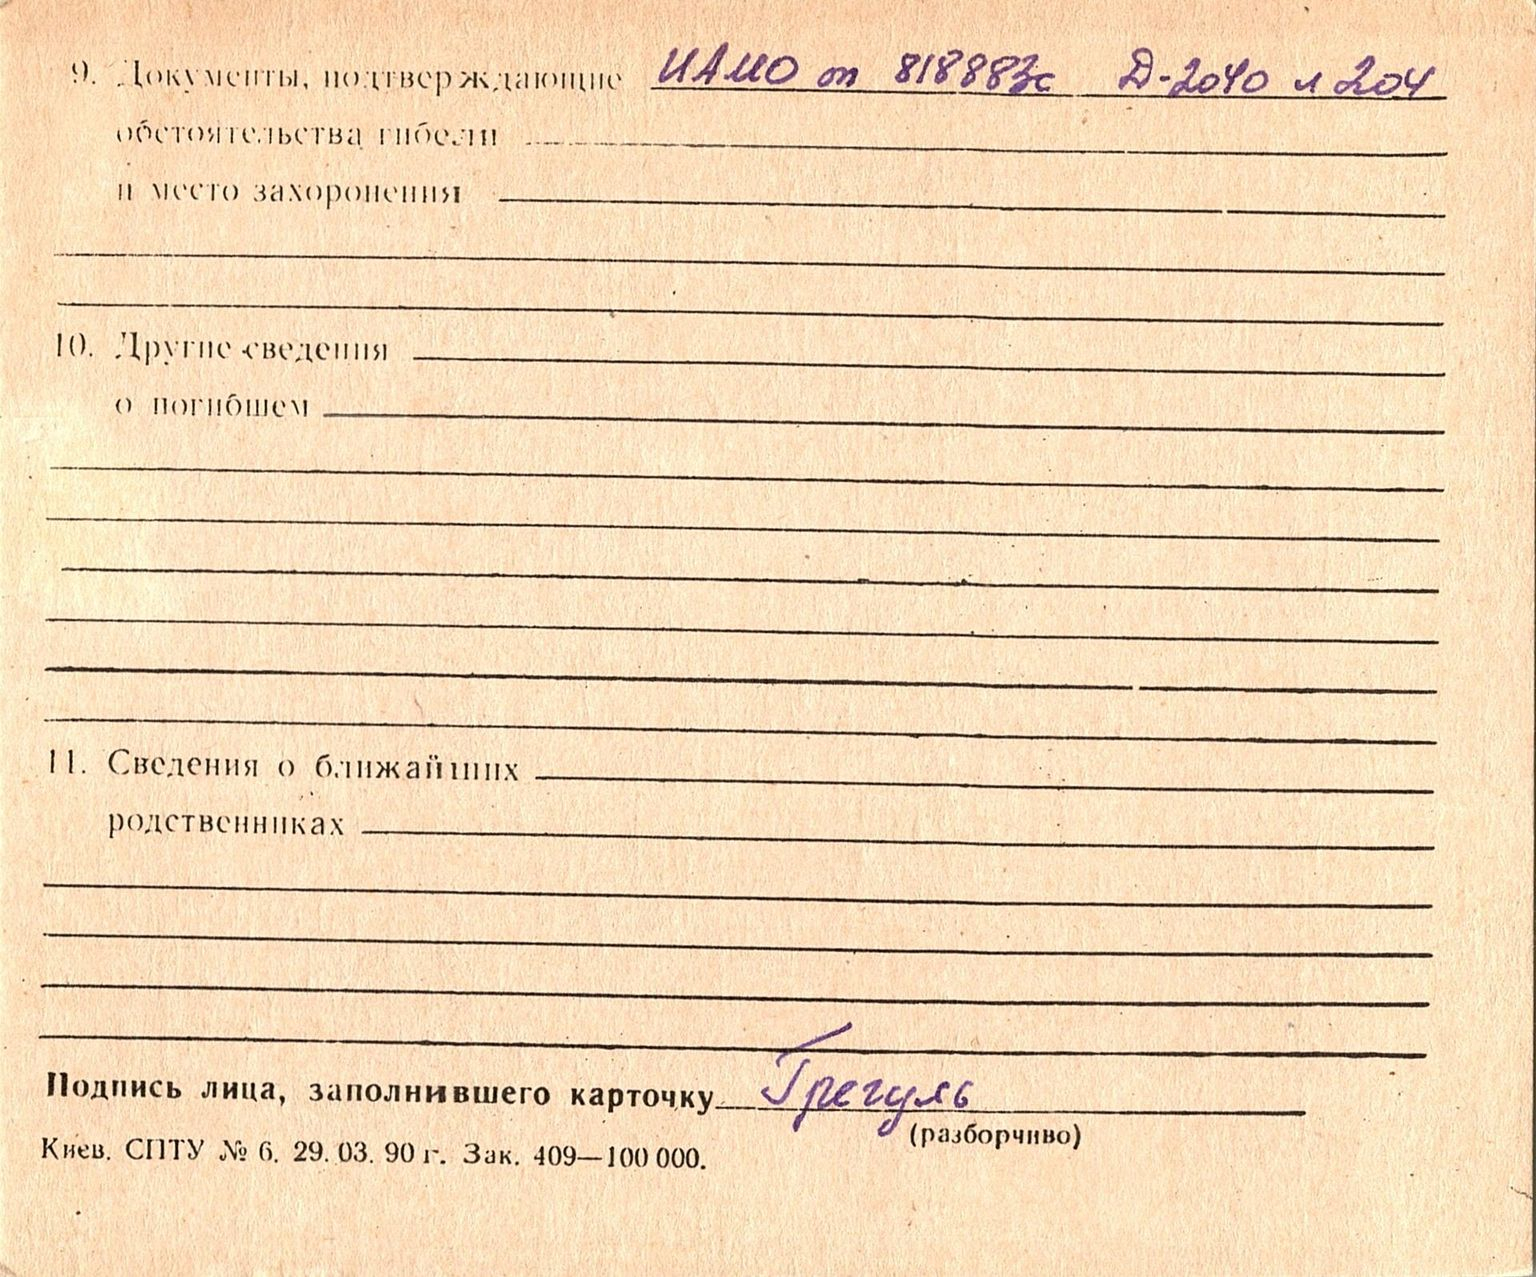 9. Документы, подтверждающие ЦАМО оп 818883с Д-2040 л 204
обстоятельства гибели
и место захоронения
10. Другие сведения
о погибшем
11. Сведения о ближайших
родственниках
Подпись лица, заполнившего карточку Грегуль
(разборчиво)
Киев. СПТУ № 6. 29. 03. 90 г. Зак. 409—100 000.